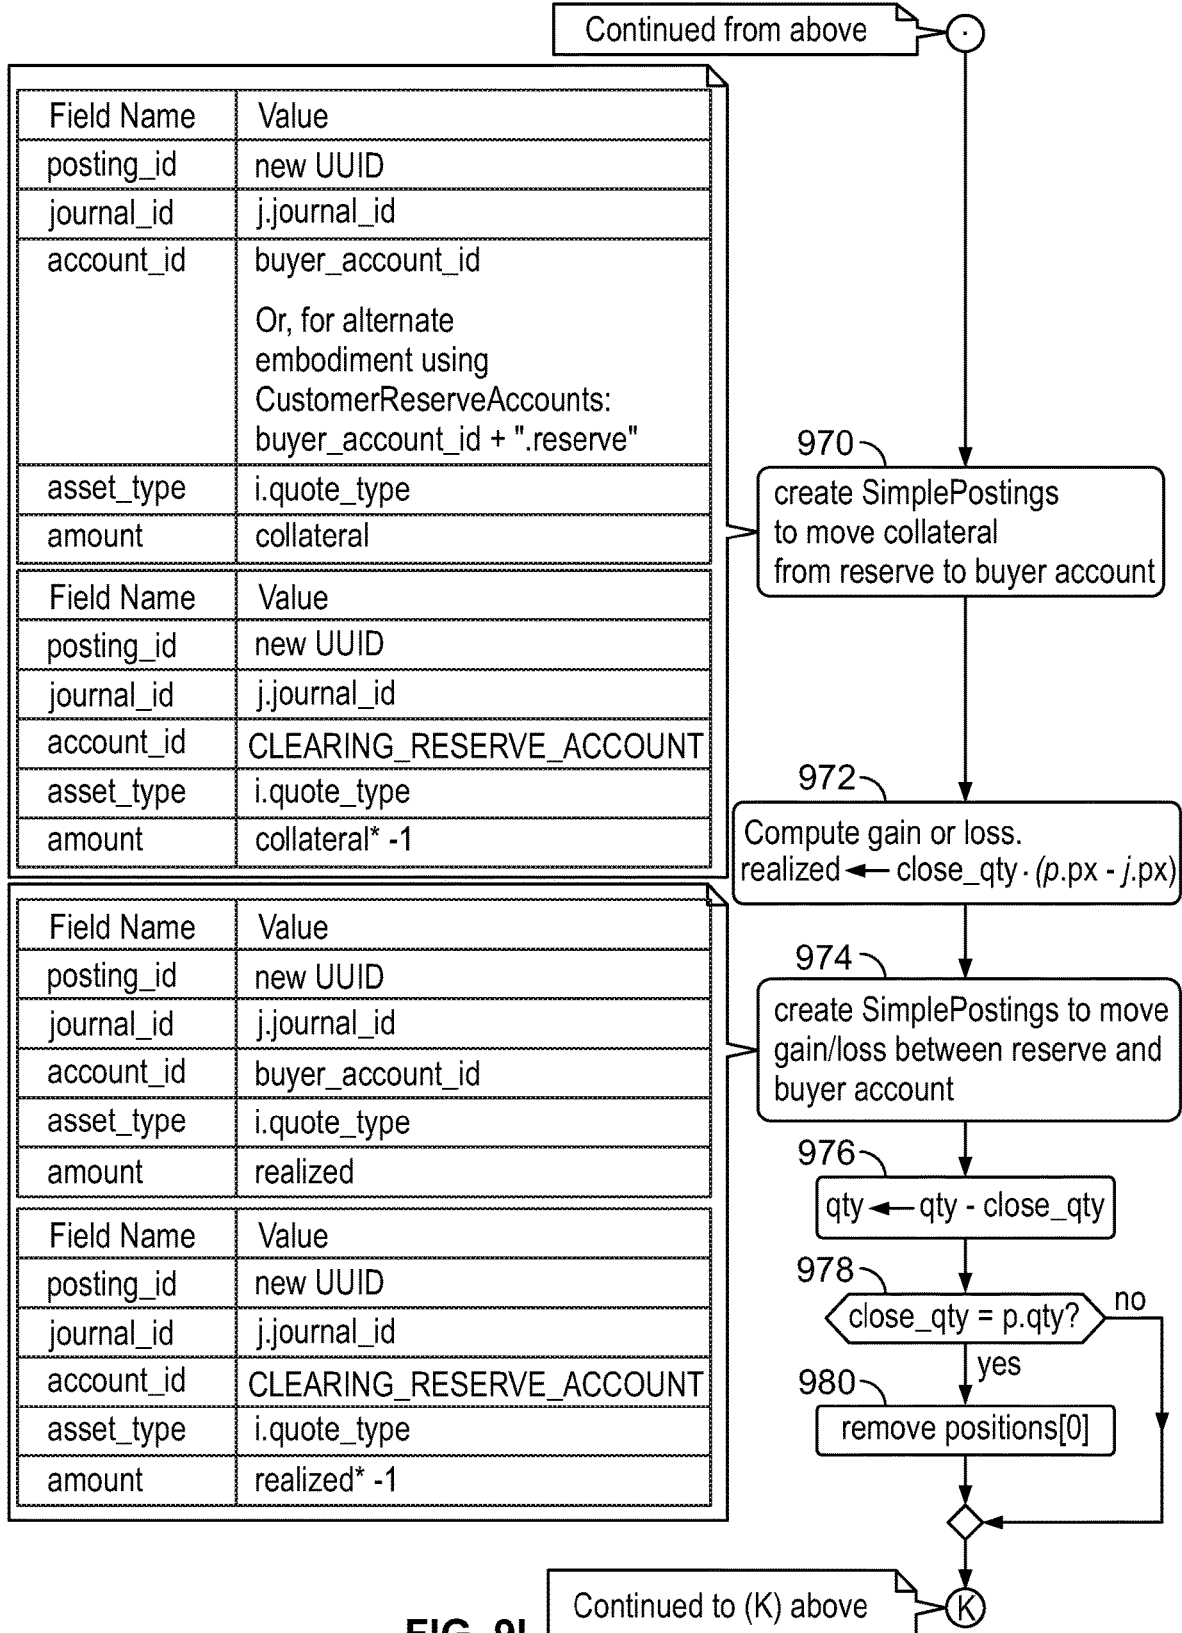 Continued from above
Field Name Value
posting_id new UUID
journal_id j.journal_id
account_id buyer_account_id
Or, for alternate
embodiment using
CustomerReserveAccounts:
buyer_account_id + ".reserve"
asset_type i.quote_type
amount collateral
Field Name Value
posting_id new UUID
journal_id j.journal_id
account_id CLEARING_RESERVE_ACCOUNT
asset_type i.quote_type
amount collateral* -1
970
create SimplePostings
to move collateral
from reserve to buyer account
972
Compute gain or loss.
realized ← close_qty · (p.px - j.px)
Field Name Value
posting_id new UUID
journal_id j.journal_id
account_id buyer_account_id
asset_type i.quote_type
amount realized
Field Name Value
posting_id new UUID
journal_id j.journal_id
account_id CLEARING_RESERVE_ACCOUNT
asset_type i.quote_type
amount realized* -1
974
create SimplePostings to move
gain/loss between reserve and
buyer account
976
qty ← qty - close_qty
978
close_qty = p.qty?
no
yes
980
remove positions[0]
Continued to (K) above
K